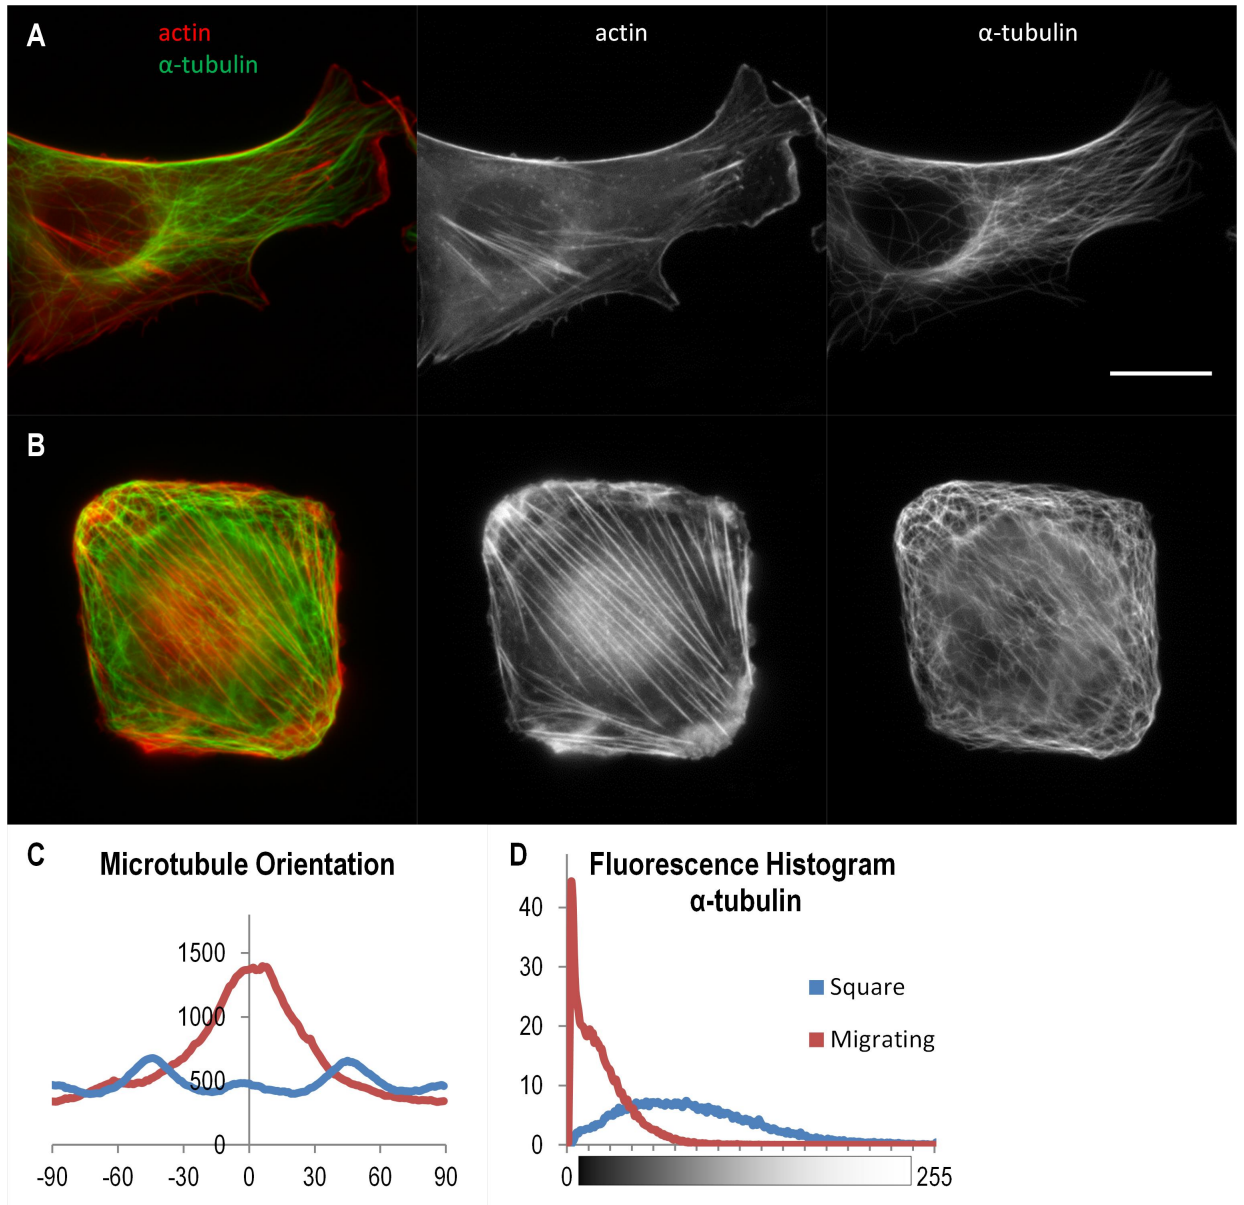 A
actin
α-tubulin
actin
α-tubulin
B
C
Microtubule Orientation
1500
1000
500
0
-90 -60 -30 0 30 60 90
D
Fluorescence Histogram
α-tubulin
40
30
20
10
0
Square
Migrating
0 255